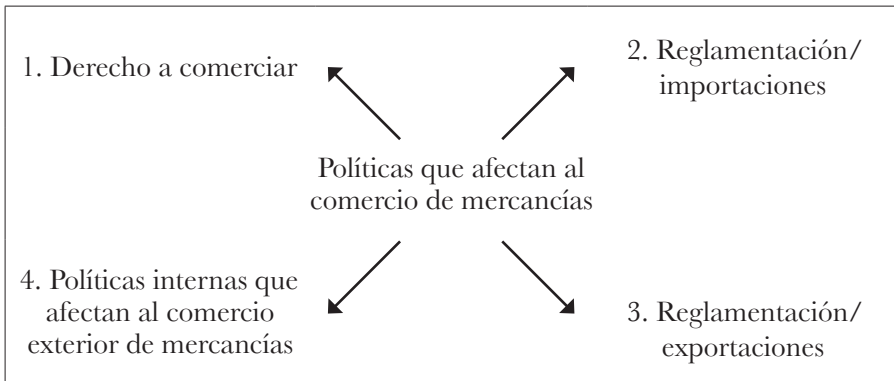 1. Derecho a comerciar
2. Reglamentación/
importaciones
Políticas que afectan al
comercio de mercancías
4. Políticas internas que
afectan al comercio
exterior de mercancías
3. Reglamentación/
exportaciones